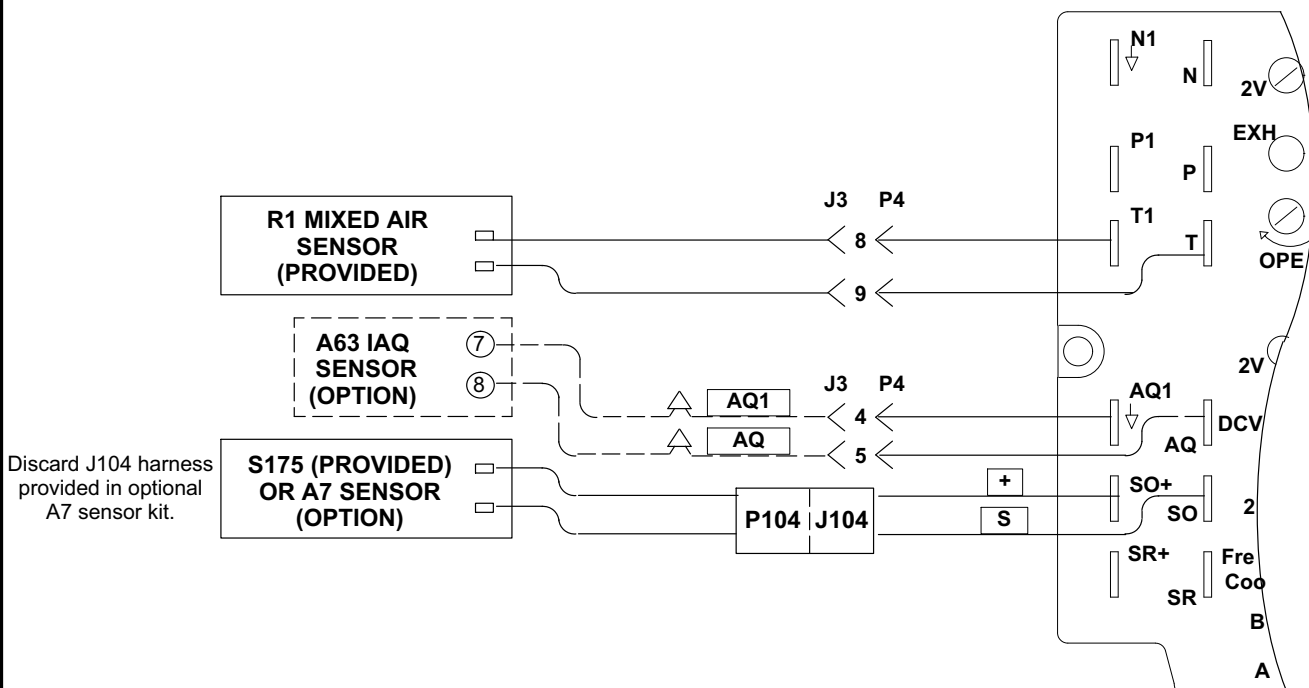 N1
N
2V
P1
EXH
P
J3 P4
R1 MIXED AIR
SENSOR
(PROVIDED)
8
T1
T
OPE
9
A63 IAQ
SENSOR
(OPTION)
7
8
2V
J3 P4
AQ1
4
AQ1
DCV
AQ
5
AQ
Discard J104 harness
provided in optional
A7 sensor kit.
S175 (PROVIDED)
OR A7 SENSOR
(OPTION)
P104 J104
+
S
SO+
SO
2
SR+
SR
Fre
Coo
B
A